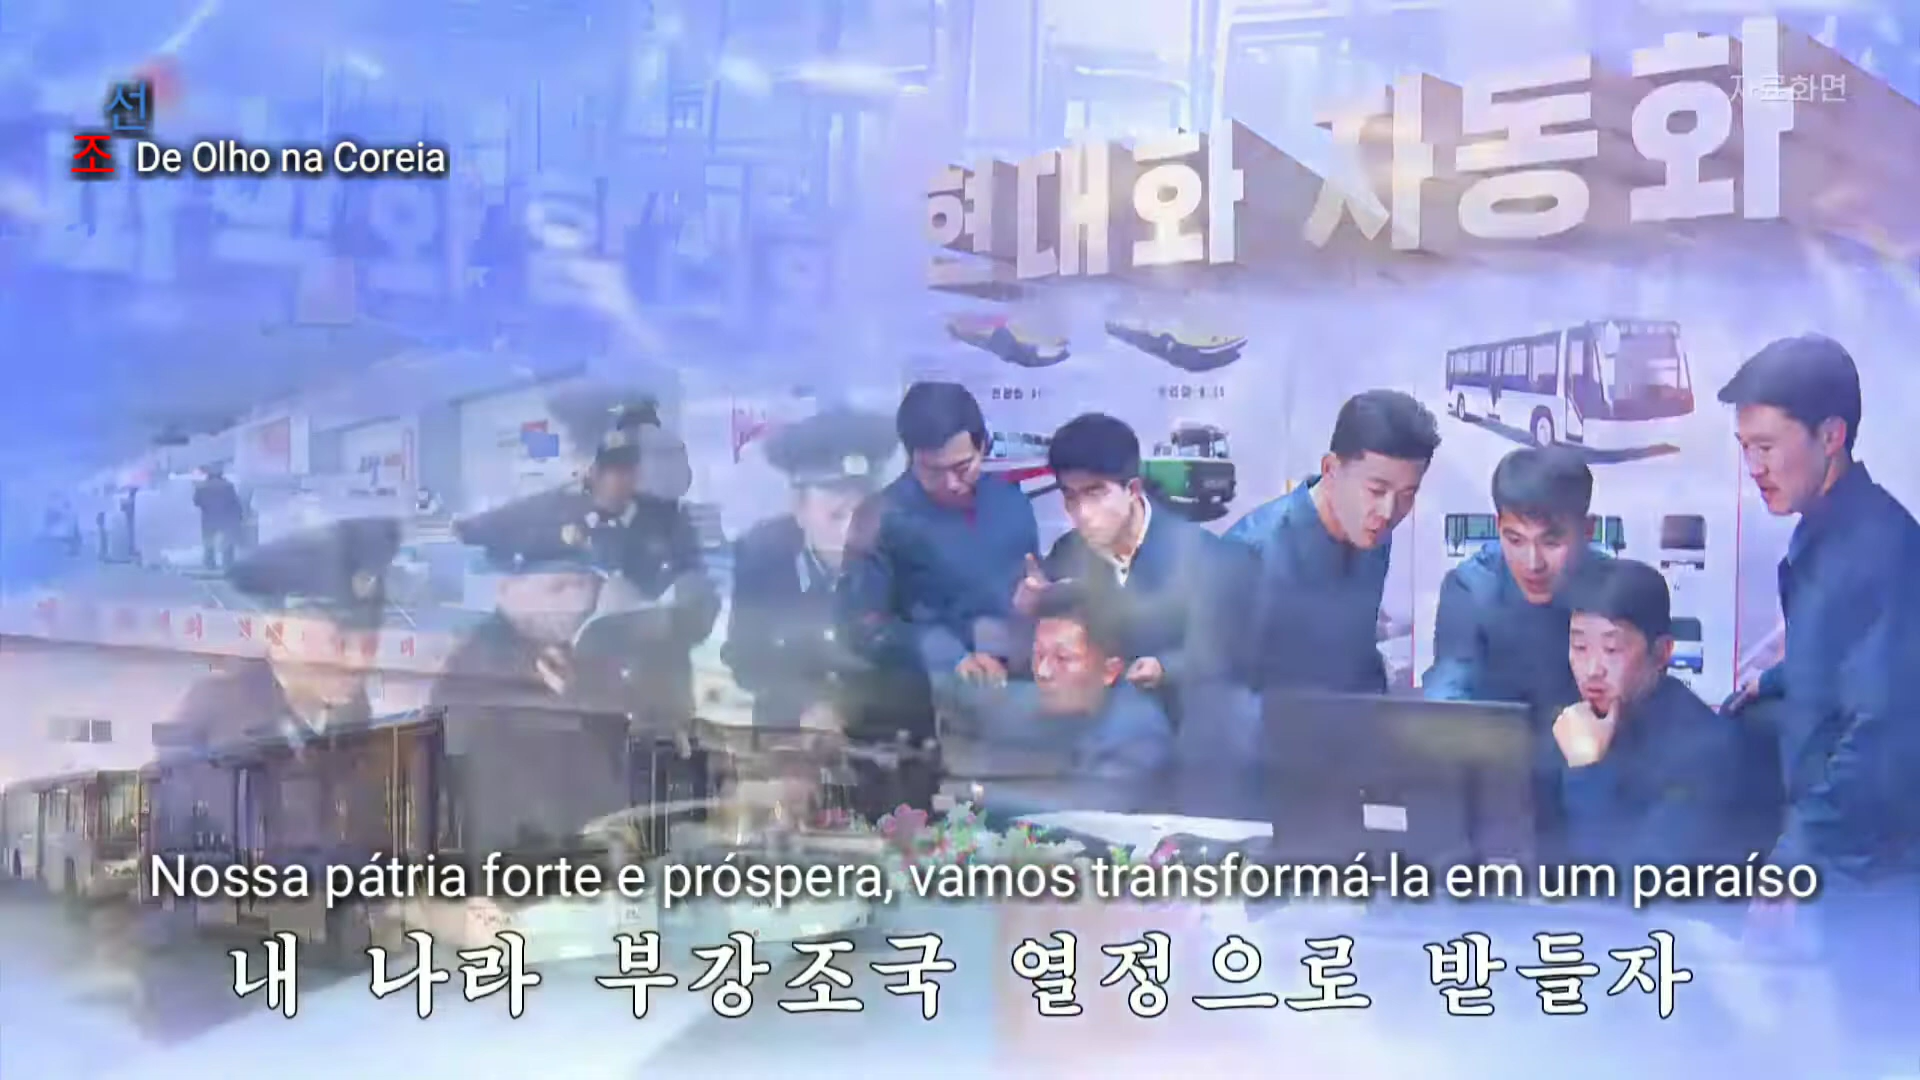 선
조 De Olho na Coreia
자료화면
현대화 자동화
Nossa pátria forte e próspera, vamos transformá-la em um paraíso
내 나라 부강조국 열정으로 받들자